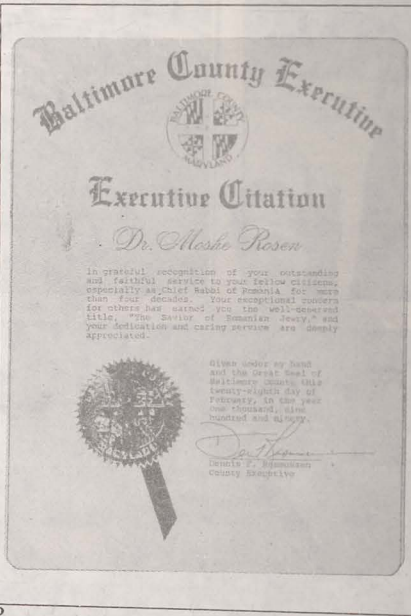 Baltimore County Executive
BALTIMORE COUNTY
MARYLAND
Executive Citation
Dr. Moshe Rosen
In grateful recognition of your outstanding
and faithful service to your fellow citizens,
especially as Chief Rabbi of Romania for more
than four decades. Your exceptional concern
for others has earned you the well-deserved
title, "The Savior of Romanian Jewry," and
your dedication and caring service are deeply
appreciated.
Given under my hand
and the Great Seal of
Baltimore County this
twenty-eighth day of
February, in the year
one thousand, nine
hundred and ninety.
Dennis F. Rasmussen
County Executive
MARYLAND